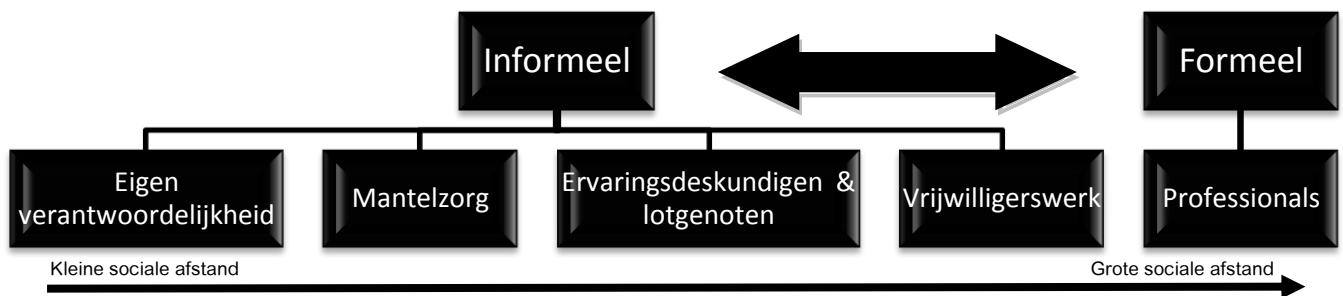 Informeel
Formeel
Eigen
verantwoordelijkheid
Mantelzorg
Ervaringsdeskundigen &
lotgenoten
Vrijwilligerswerk
Professionals
Kleine sociale afstand
Grote sociale afstand